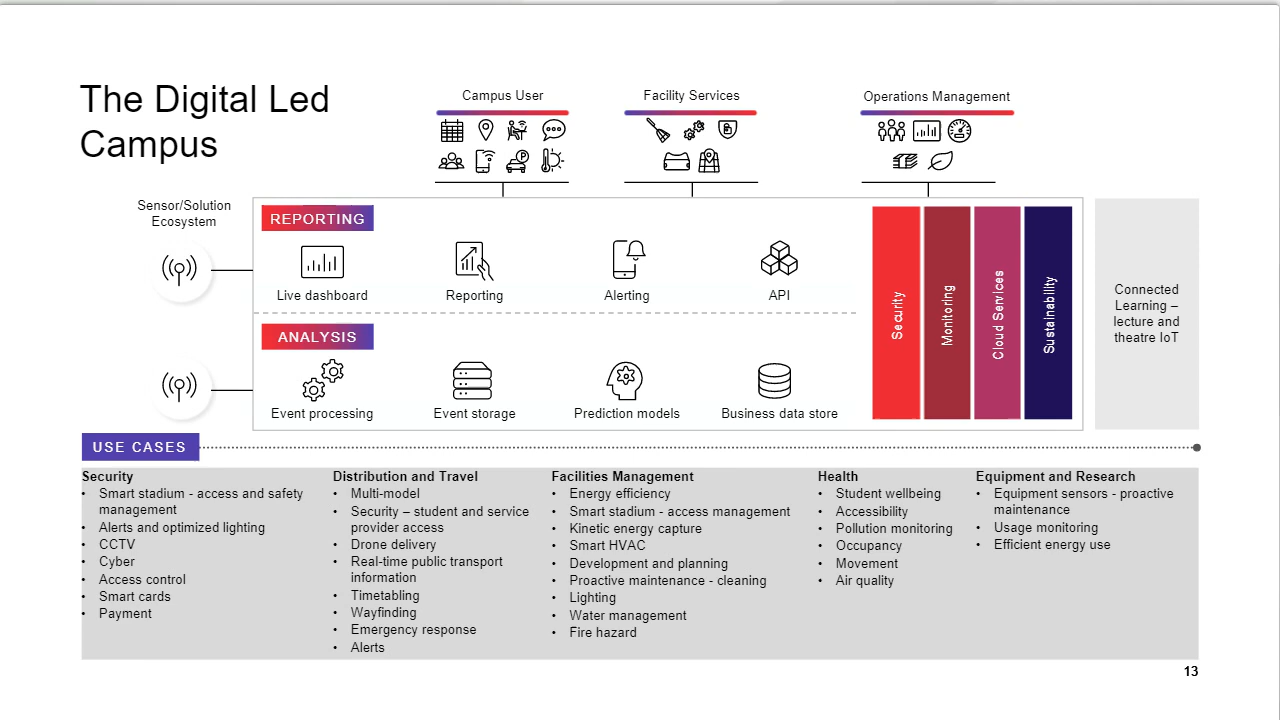 The Digital Led
Campus
Campus User
Facility Services
Operations Management
P
Sensor/Solution
Ecosystem
REPORTING
Live dashboard
Reporting
Alerting
API
ANALYSIS
Event processing
Event storage
Prediction models
Business data store
Security
Monitoring
Cloud Services
Sustainability
Connected
Learning –
lecture and
theatre IoT
USE CASES
Security
• Smart stadium - access and safety
management
• Alerts and optimized lighting
• CCTV
• Cyber
• Access control
• Smart cards
• Payment
Distribution and Travel
• Multi-model
• Security – student and service
provider access
• Drone delivery
• Real-time public transport
information
• Timetabling
• Wayfinding
• Emergency response
• Alerts
Facilities Management
• Energy efficiency
• Smart stadium - access management
• Kinetic energy capture
• Smart HVAC
• Development and planning
• Proactive maintenance - cleaning
• Lighting
• Water management
• Fire hazard
Health
• Student wellbeing
• Accessibility
• Pollution monitoring
• Occupancy
• Movement
• Air quality
Equipment and Research
• Equipment sensors - proactive
maintenance
• Usage monitoring
• Efficient energy use
13